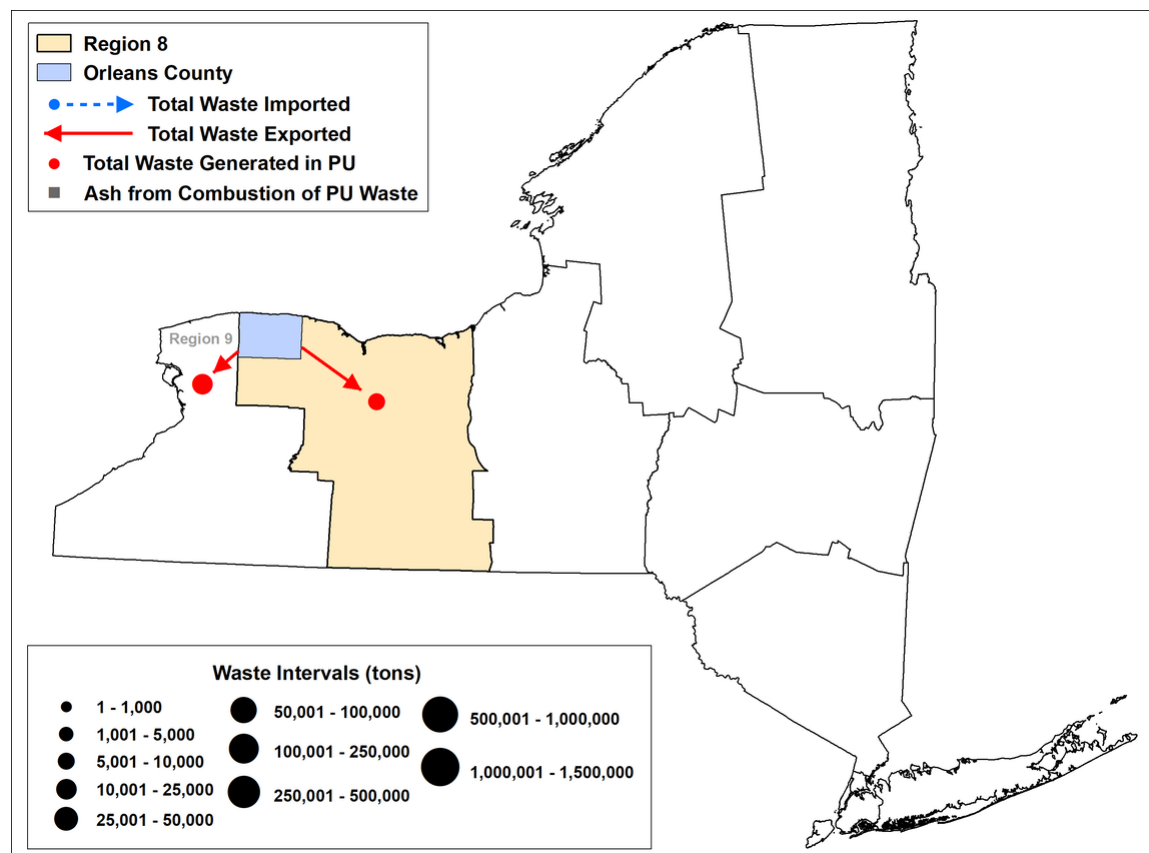 Region 8
Orleans County
Total Waste Imported
Total Waste Exported
Total Waste Generated in PU
Ash from Combustion of PU Waste
Region 9
Waste Intervals (tons)
1 - 1,000
1,001 - 5,000
5,001 - 10,000
10,001 - 25,000
25,001 - 50,000
50,001 - 100,000
100,001 - 250,000
250,001 - 500,000
500,001 - 1,000,000
1,000,001 - 1,500,000